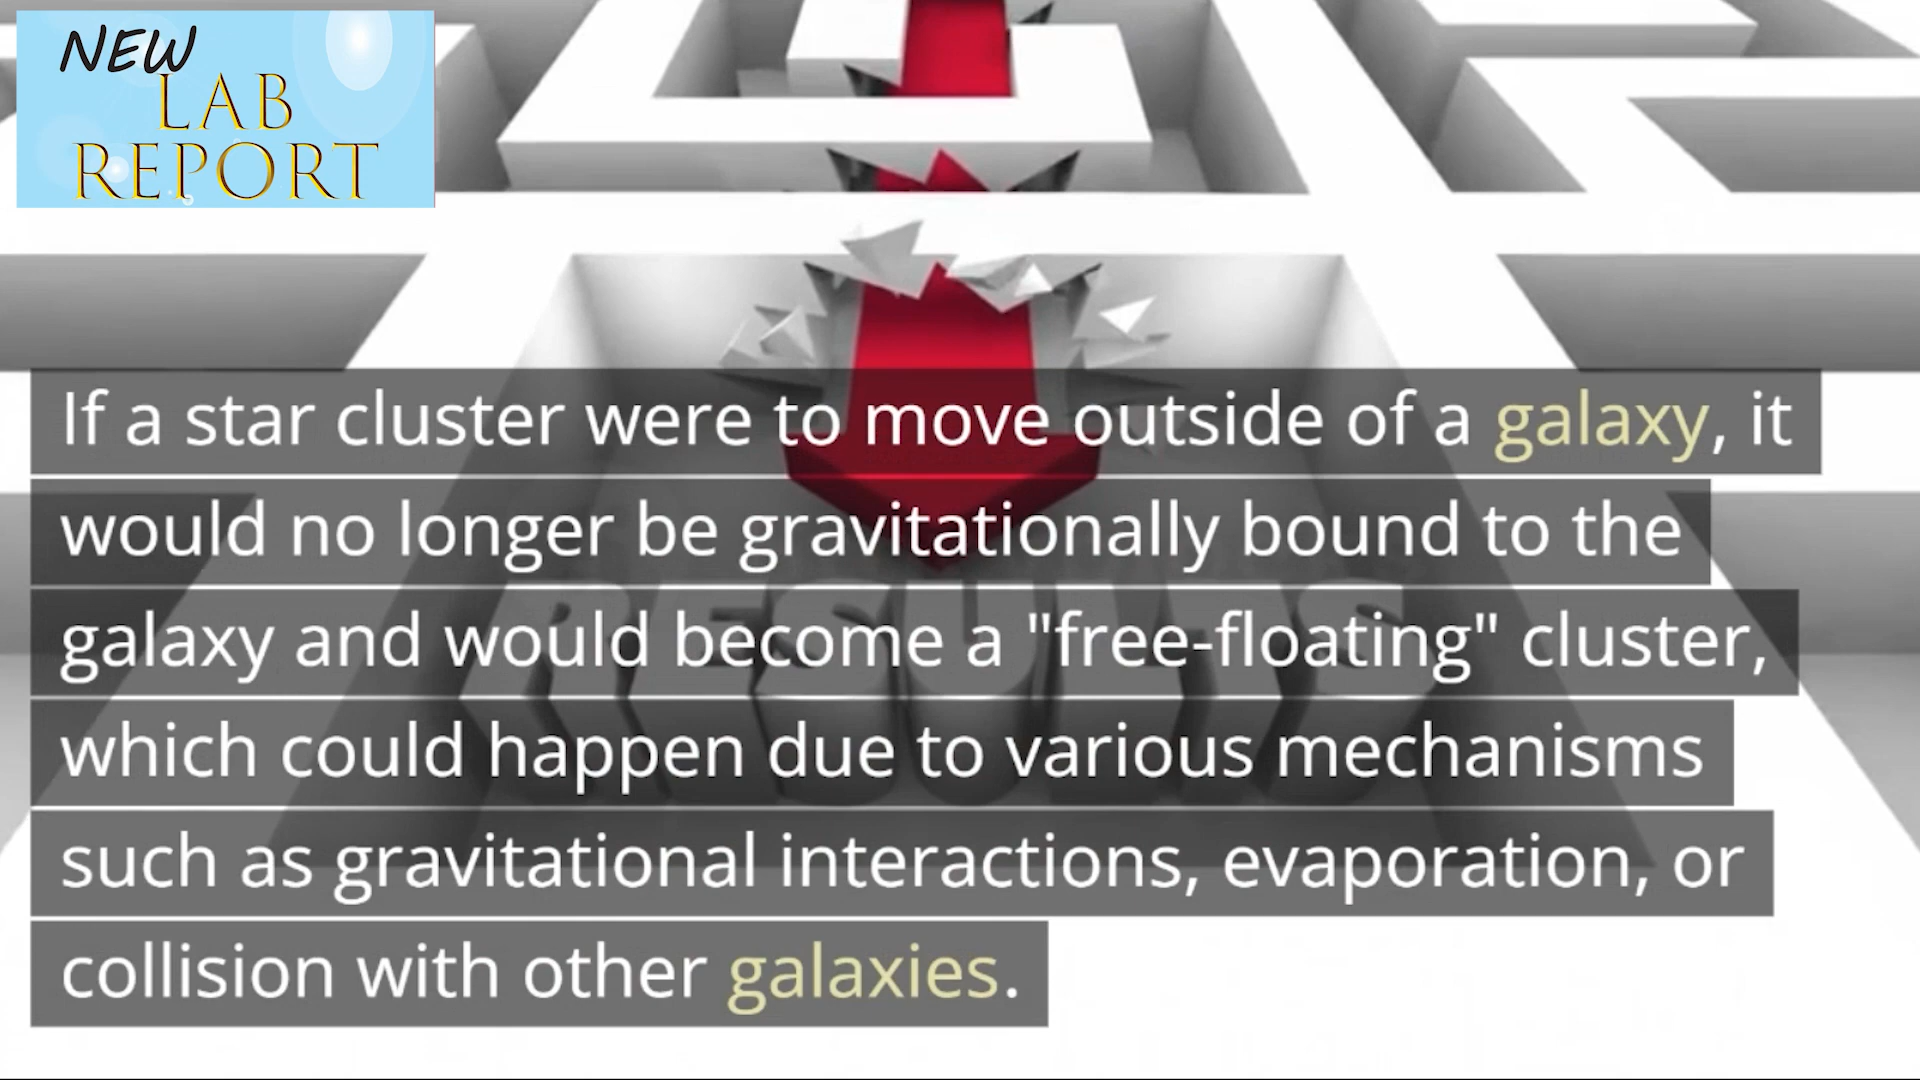 NEW
LAB
REPORT
If a star cluster were to move outside of a galaxy, it
would no longer be gravitationally bound to the
galaxy and would become a "free-floating" cluster,
which could happen due to various mechanisms
such as gravitational interactions, evaporation, or
collision with other galaxies.
RESULTS